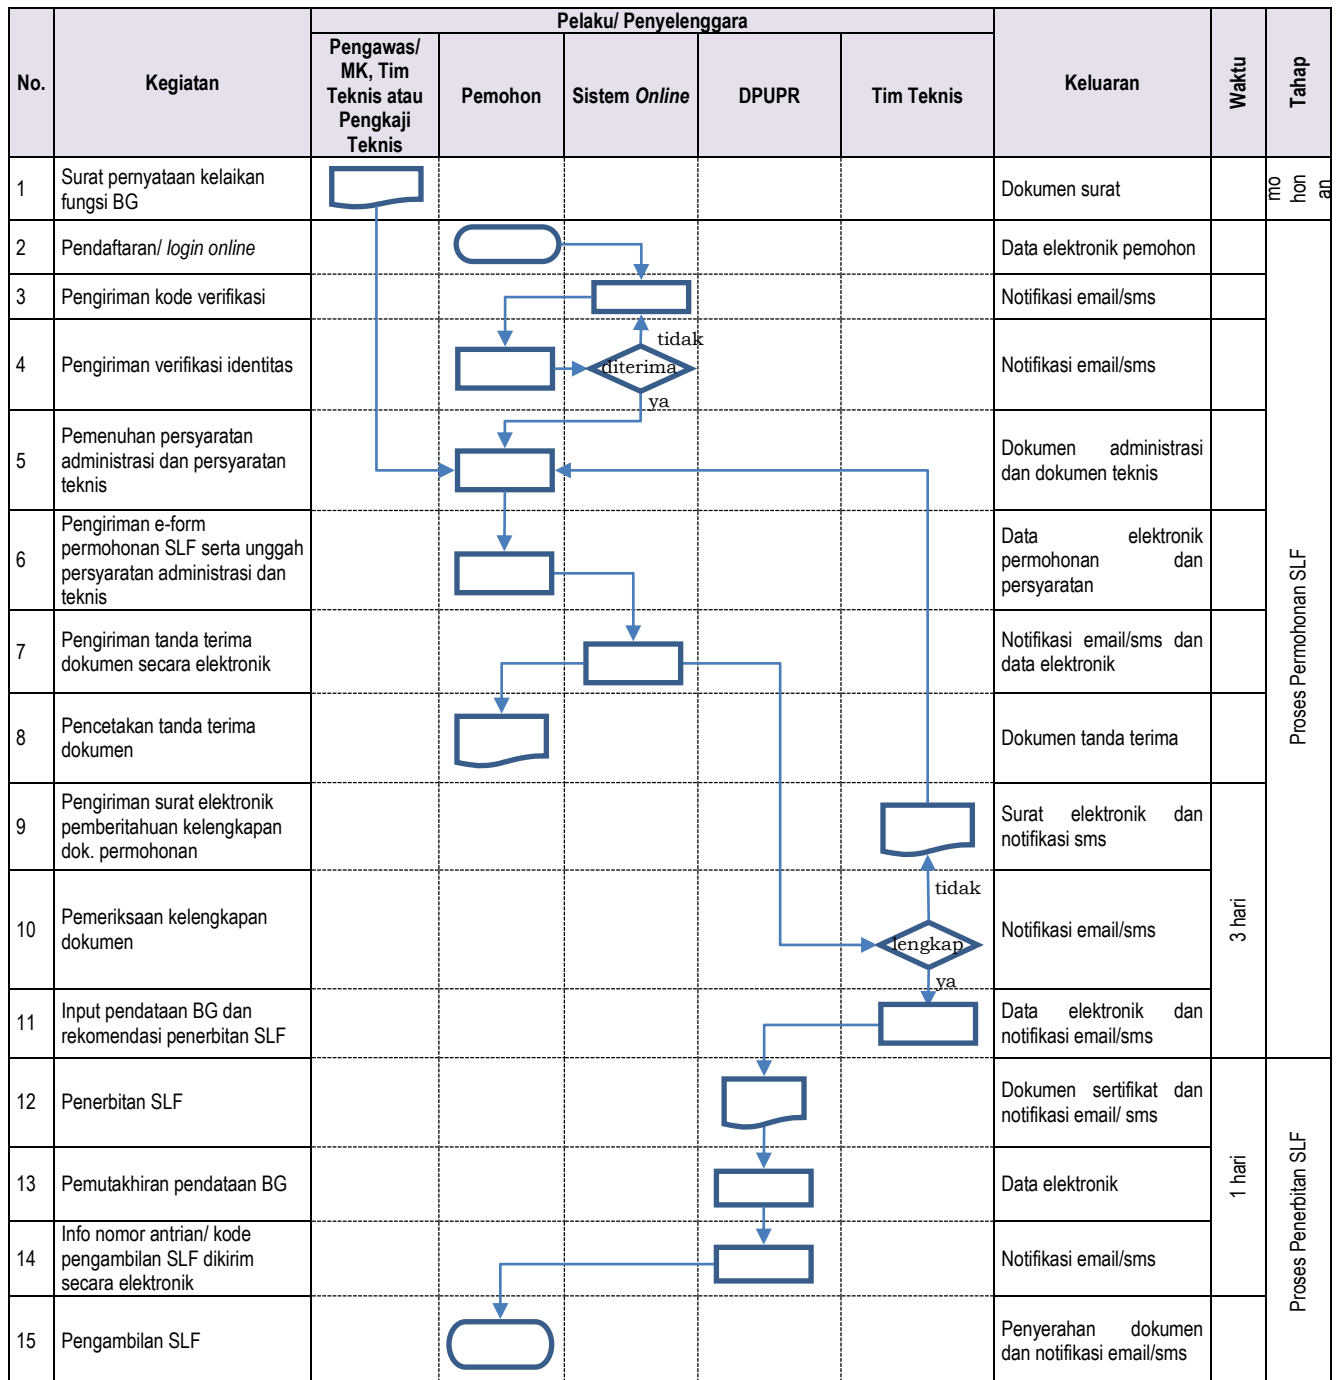 Pelaku/ Penyelenggara
No.
Kegiatan
Pengawas/
MK, Tim
Teknis atau
Pengkaji
Teknis
Pemohon
Sistem Online
DPUPR
Tim Teknis
Keluaran
Waktu
Tahap
1
Surat pernyataan kelaikan
fungsi BG
Dokumen surat
mo
hon
an
2
Pendaftaran/ login online
Data elektronik pemohon
3
Pengiriman kode verifikasi
Notifikasi email/sms
4
Pengiriman verifikasi identitas
tidak
diterima
ya
Notifikasi email/sms
5
Pemenuhan persyaratan
administrasi dan persyaratan
teknis
Dokumen administrasi
dan dokumen teknis
6
Pengiriman e-form
permohonan SLF serta unggah
persyaratan administrasi dan
teknis
Data elektronik
permohonan dan
persyaratan
Proses Permohonan SLF
7
Pengiriman tanda terima
dokumen secara elektronik
Notifikasi email/sms dan
data elektronik
8
Pencetakan tanda terima
dokumen
Dokumen tanda terima
9
Pengiriman surat elektronik
pemberitahuan kelengkapan
dok. permohonan
Surat elektronik dan
notifikasi sms
10
Pemeriksaan kelengkapan
dokumen
tidak
lengkap
ya
Notifikasi email/sms
3 hari
11
Input pendataan BG dan
rekomendasi penerbitan SLF
Data elektronik dan
notifikasi email/sms
12
Penerbitan SLF
Dokumen sertifikat dan
notifikasi email/ sms
13
Pemutakhiran pendataan BG
Data elektronik
1 hari
Proses Penerbitan SLF
14
Info nomor antrian/ kode
pengambilan SLF dikirim
secara elektronik
Notifikasi email/sms
15
Pengambilan SLF
Penyerahan dokumen
dan notifikasi email/sms